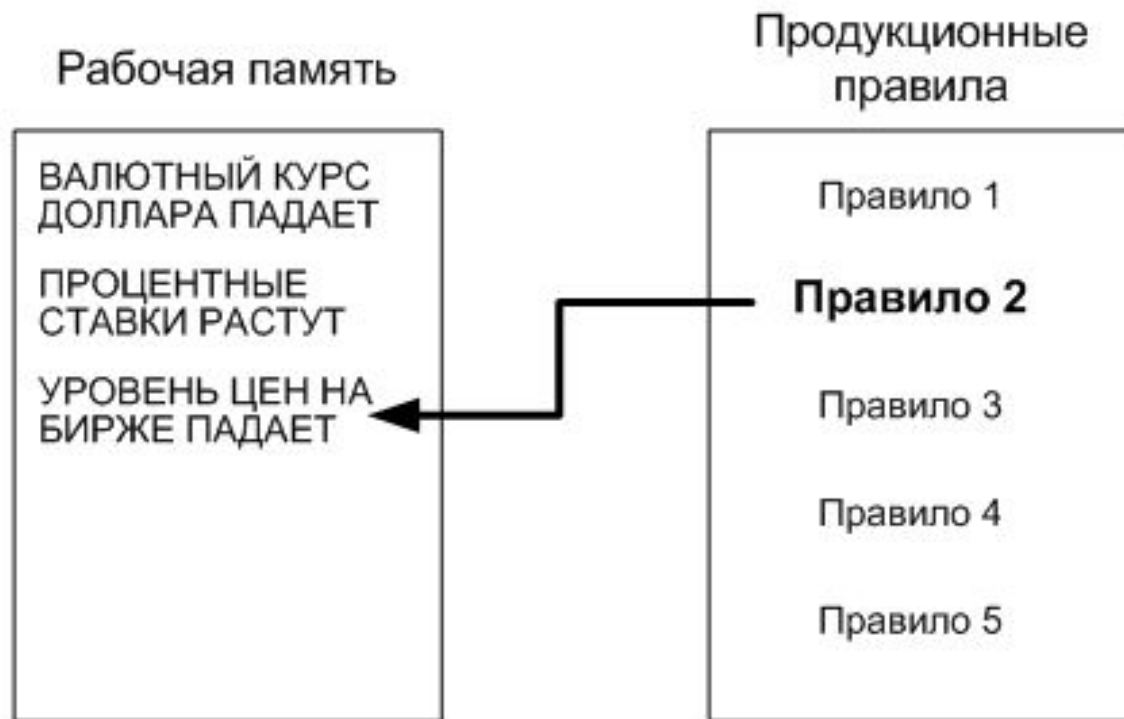 Рабочая память
ВАЛЮТНЫЙ КУРС
ДОЛЛАРА ПАДАЕТ
ПРОЦЕНТНЫЕ
СТАВКИ РАСТУТ
УРОВЕНЬ ЦЕН НА
БИРЖЕ ПАДАЕТ
Продукционные
правила
Правило 1
Правило 2
Правило 3
Правило 4
Правило 5